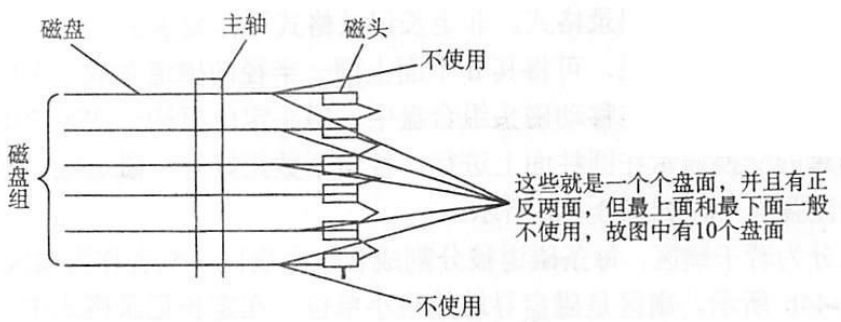 磁盘
主轴
磁头
不使用
磁盘组
这些就是一个个盘面，并且有正
反两面，但最上面和最下面一般
不使用，故图中有10个盘面
不使用